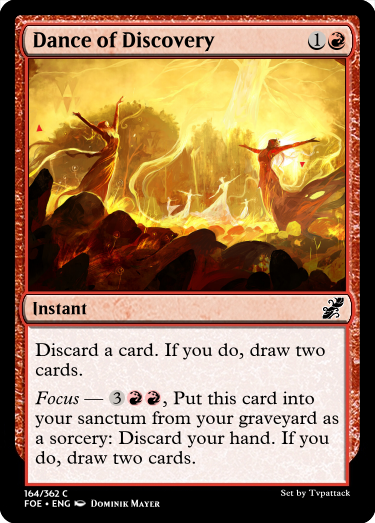 Dance of Discovery 1
Instant
Discard a card. If you do, draw two
cards.
Focus — 3, Put this card into
your sanctum from your graveyard as
a sorcery: Discard your hand. If you
do, draw two cards.
164/362 C
FOE • ENG Dominik Mayer
Set by Tvpattack